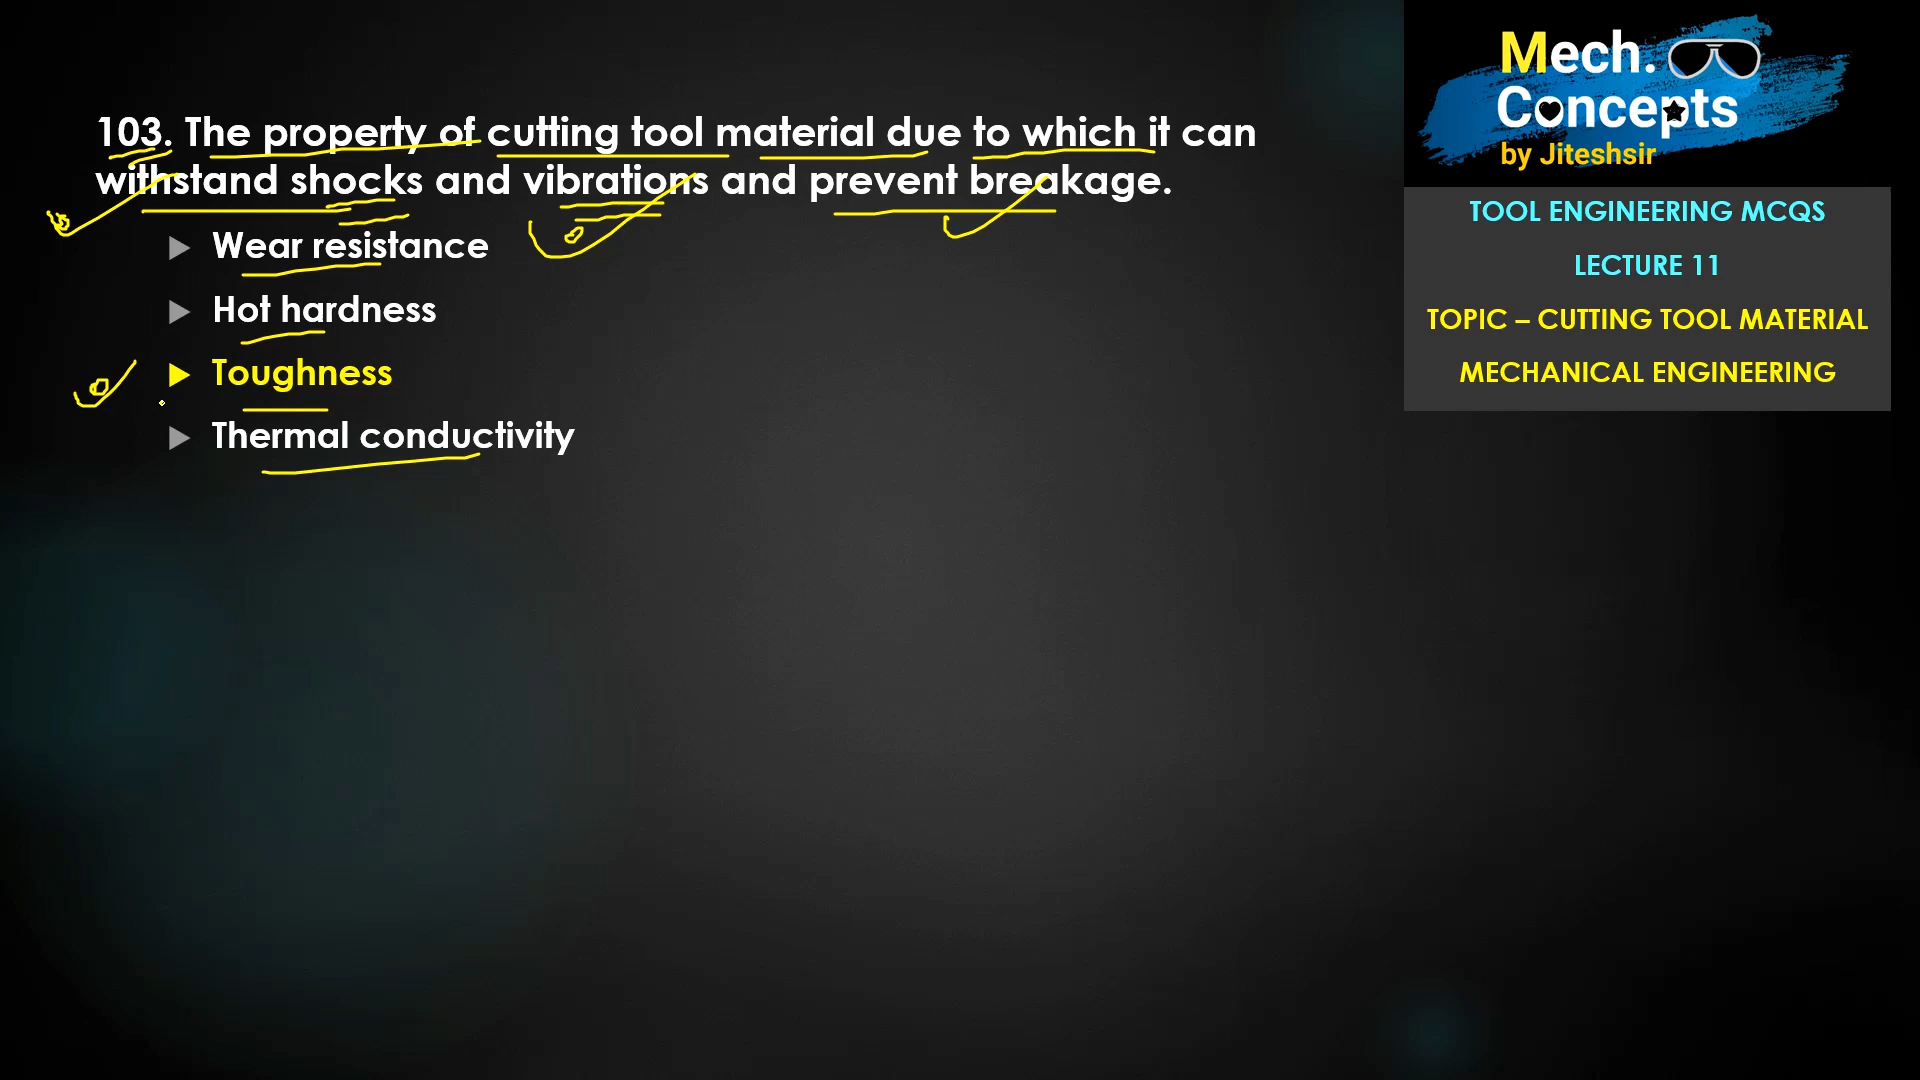 103. The property of cutting tool material due to which it can
withstand shocks and vibrations and prevent breakage.
Wear resistance
Hot hardness
Toughness
Thermal conductivity
Mech.
Concepts
by Jiteshsir
TOOL ENGINEERING MCQS
LECTURE 11
TOPIC – CUTTING TOOL MATERIAL
MECHANICAL ENGINEERING